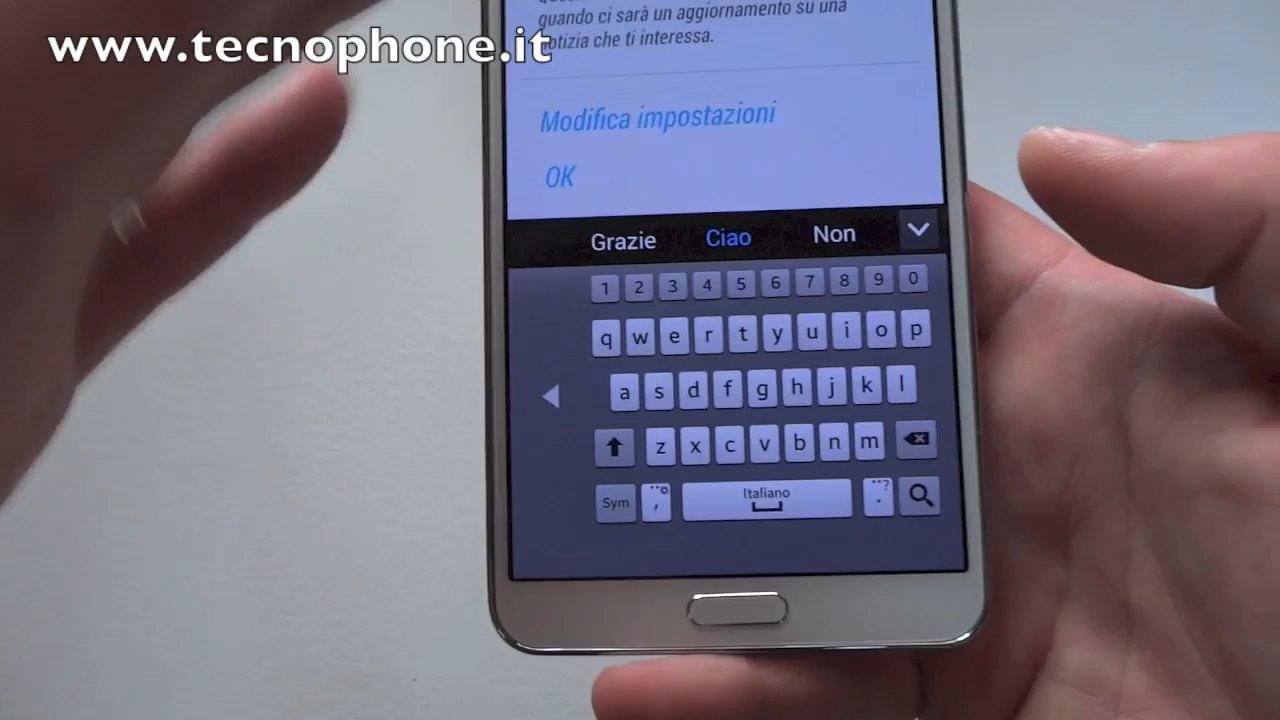 www.tecnophone.it
quando ci sarà un aggiornamento su una
notizia che ti interessa.
Modifica impostazioni
OK
Grazie Ciao Non
1 2 3 4 5 6 7 8 9 0
q w e r t y u i o p
a s d f g h j k l
z x c v b n m
Sym , Italiano . ?